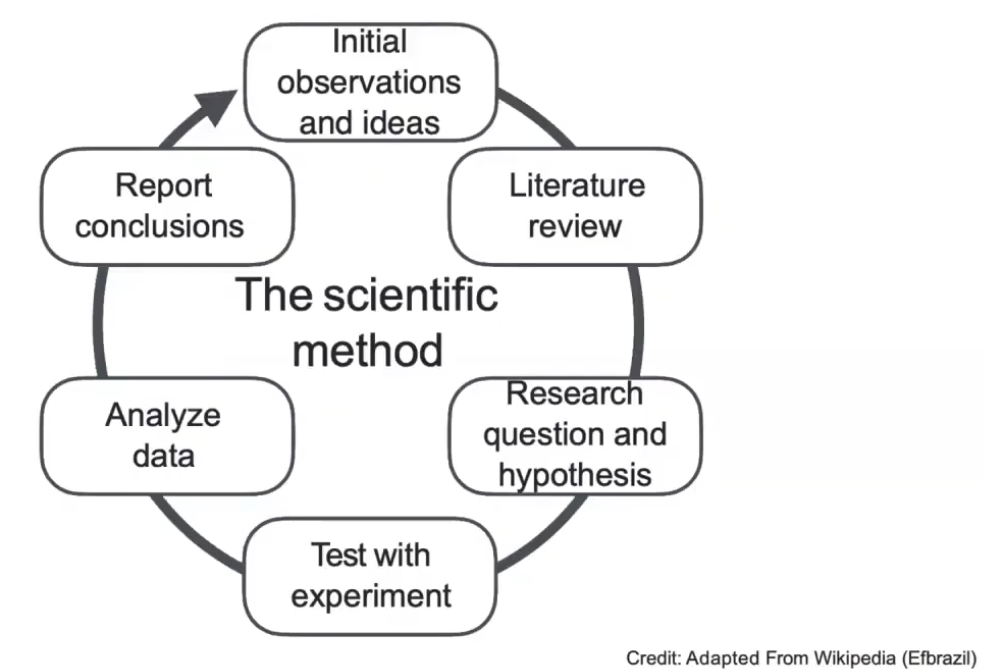 Initial
observations
and ideas
Literature
review
Research
question and
hypothesis
Test with
experiment
Analyze
data
Report
conclusions
The scientific
method
Credit: Adapted From Wikipedia (Efbrazil)